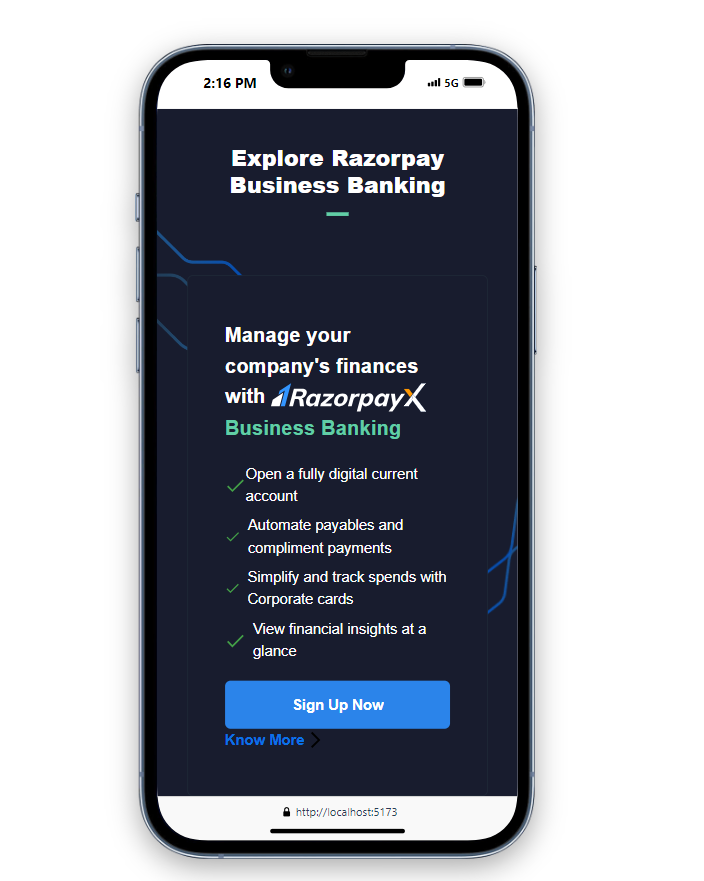 2:16 PM 5G
Explore Razorpay
Business Banking
Manage your
company's finances
with RazorpayX
Business Banking
Open a fully digital current
account
Automate payables and
compliment payments
Simplify and track spends with
Corporate cards
View financial insights at a
glance
Sign Up Now
Know More
http://localhost:5173